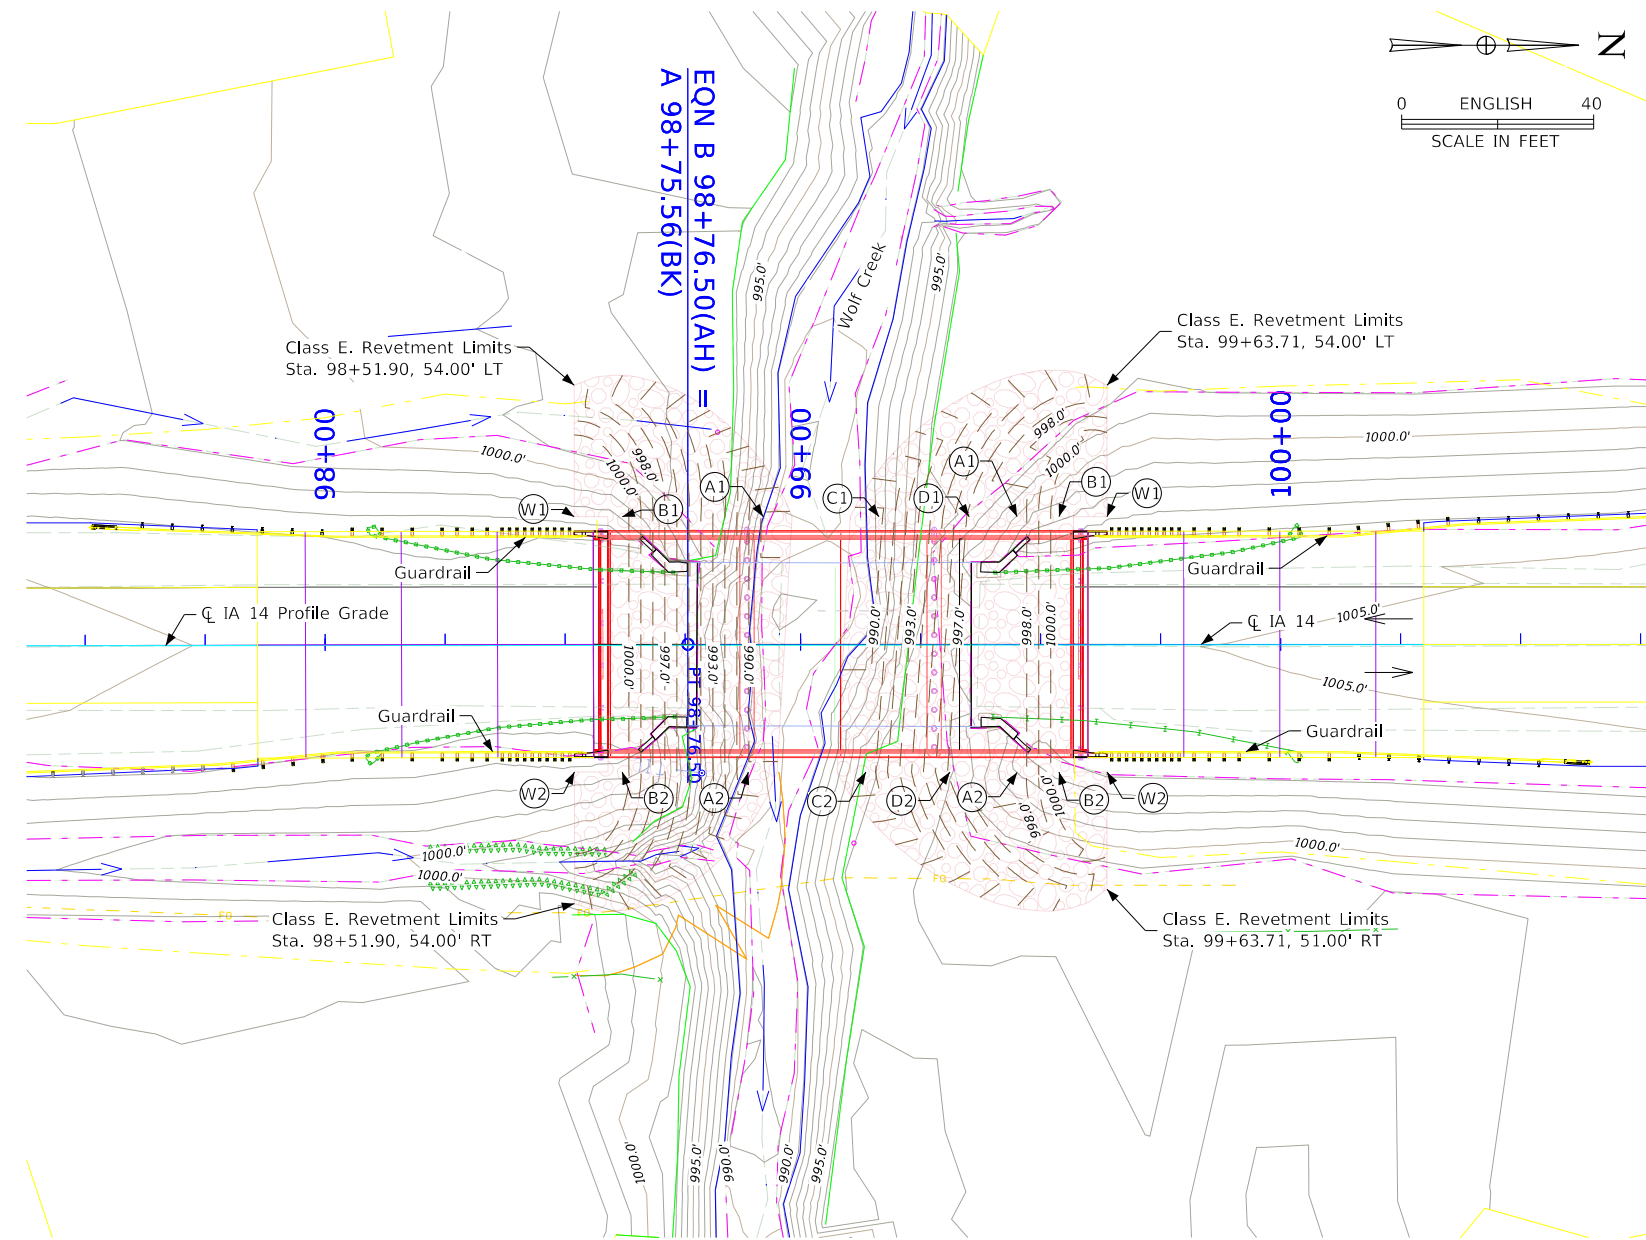 N
0 ENGLISH 40
SCALE IN FEET
EQN B 98+76.50(AH) =
A 98+75.56(BK)
Wolf Creek
995.0'
995.0'
Class E. Revetment Limits
Sta. 98+51.90, 54.00' LT
Class E. Revetment Limits
Sta. 99+63.71, 54.00' LT
98+00
99+00
100+00
1000.0'
998.0'
1000.0'
998.0'
1000.0'
1000.0'
W1
B1
A1
C1
D1
A1
B1
W1
Guardrail
Guardrail
℄ IA 14 Profile Grade
℄ IA 14
1005.0'
1005.0'
1000.0'
997.0'
993.0'
990.0'
990.0'
993.0'
997.0'
998.0'
1000.0'
PT 98+76.50
Guardrail
Guardrail
W2
B2
A2
C2
D2
A2
B2
W2
998.0'
1000.0'
1000.0'
1000.0'
1000.0'
FO
FO
FO
Class E. Revetment Limits
Sta. 98+51.90, 54.00' RT
Class E. Revetment Limits
Sta. 99+63.71, 51.00' RT
1000.0'
995.0'
990.0'
990.0'
995.0'